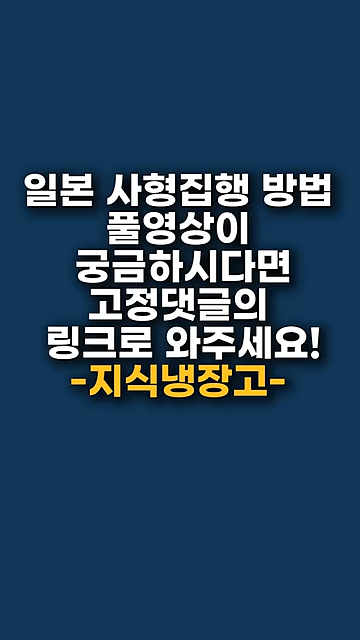 일본 사형집행 방법
풀영상이
궁금하시다면
고정댓글의
링크로 와주세요!
-지식냉장고-